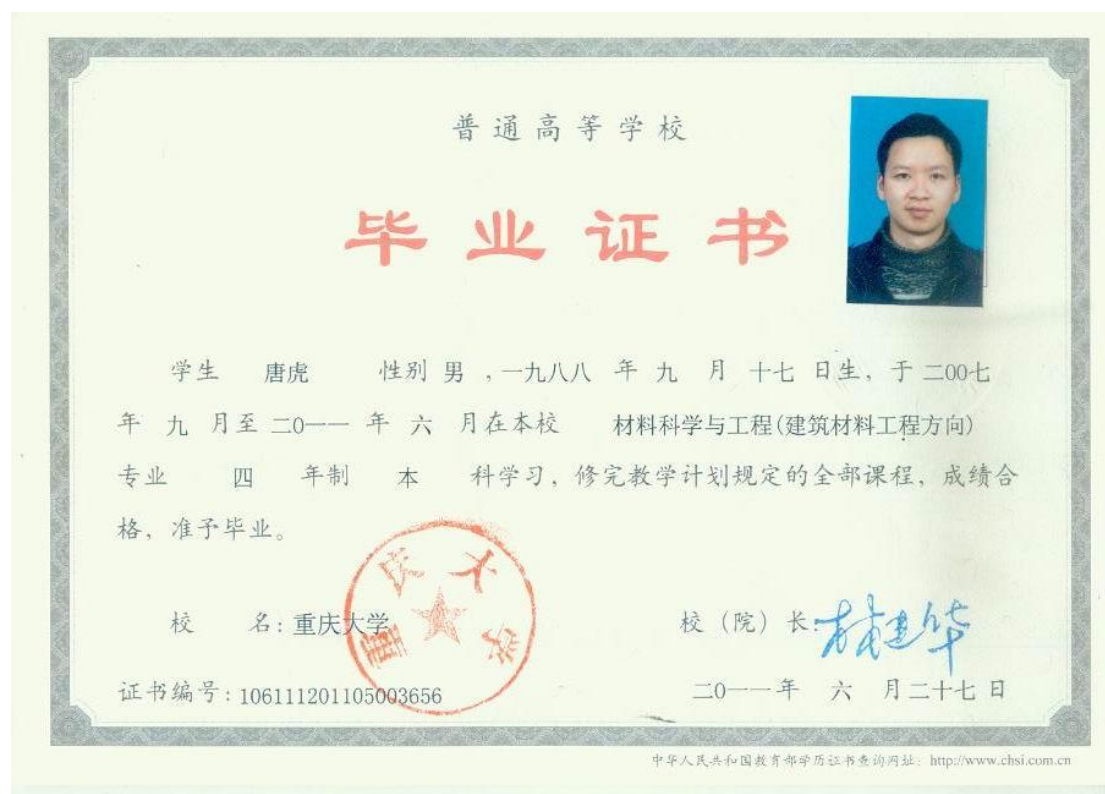 普通高等学校
毕业证书
学生 唐虎 性别 男 ,一九八八 年 九 月 十七 日生, 于 二00七
年 九 月至 二0一一 年 六 月在本校 材料科学与工程(建筑材料工程方向)
专业 四 年制 本 科学习, 修完教学计划规定的全部课程, 成绩合
格, 准予毕业。
重庆大学
校 名: 重庆大学
校（院）长: 林建华
证书编号: 106111201105003656
二0一一年 六 月二十七 日
中华人民共和国教育部学历证书查询网址: http://www.chsi.com.cn